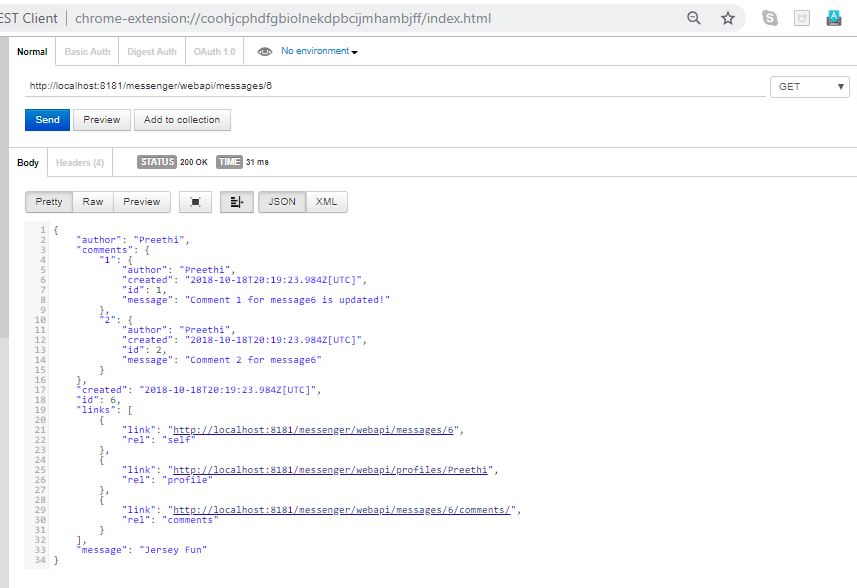 EST Client | chrome-extension://coohjcphdfgbiolnekdpbcijmhambjff/index.html
Normal Basic Auth Digest Auth OAuth 1.0 No environment
http://localhost:8181/messenger/webapi/messages/6 GET
Send Preview Add to collection
Body Headers (4) STATUS 200 OK TIME 31 ms
Pretty Raw Preview JSON XML
1 {
2 "author": "Preethi",
3 "comments": {
4 "1": {
5 "author": "Preethi",
6 "created": "2018-10-18T20:19:23.984Z[UTC]",
7 "id": 1,
8 "message": "Comment 1 for message6 is updated!"
9 },
10 "2": {
11 "author": "Preethi",
12 "created": "2018-10-18T20:19:23.984Z[UTC]",
13 "id": 2,
14 "message": "Comment 2 for message6"
15 }
16 },
17 "created": "2018-10-18T20:19:23.984Z[UTC]",
18 "id": 6,
19 "links": [
20 {
21 "link": "http://localhost:8181/messenger/webapi/messages/6",
22 "rel": "self"
23 },
24 {
25 "link": "http://localhost:8181/messenger/webapi/profiles/Preethi",
26 "rel": "profile"
27 },
28 {
29 "link": "http://localhost:8181/messenger/webapi/messages/6/comments/",
30 "rel": "comments"
31 }
32 ],
33 "message": "Jersey Fun"
34 }